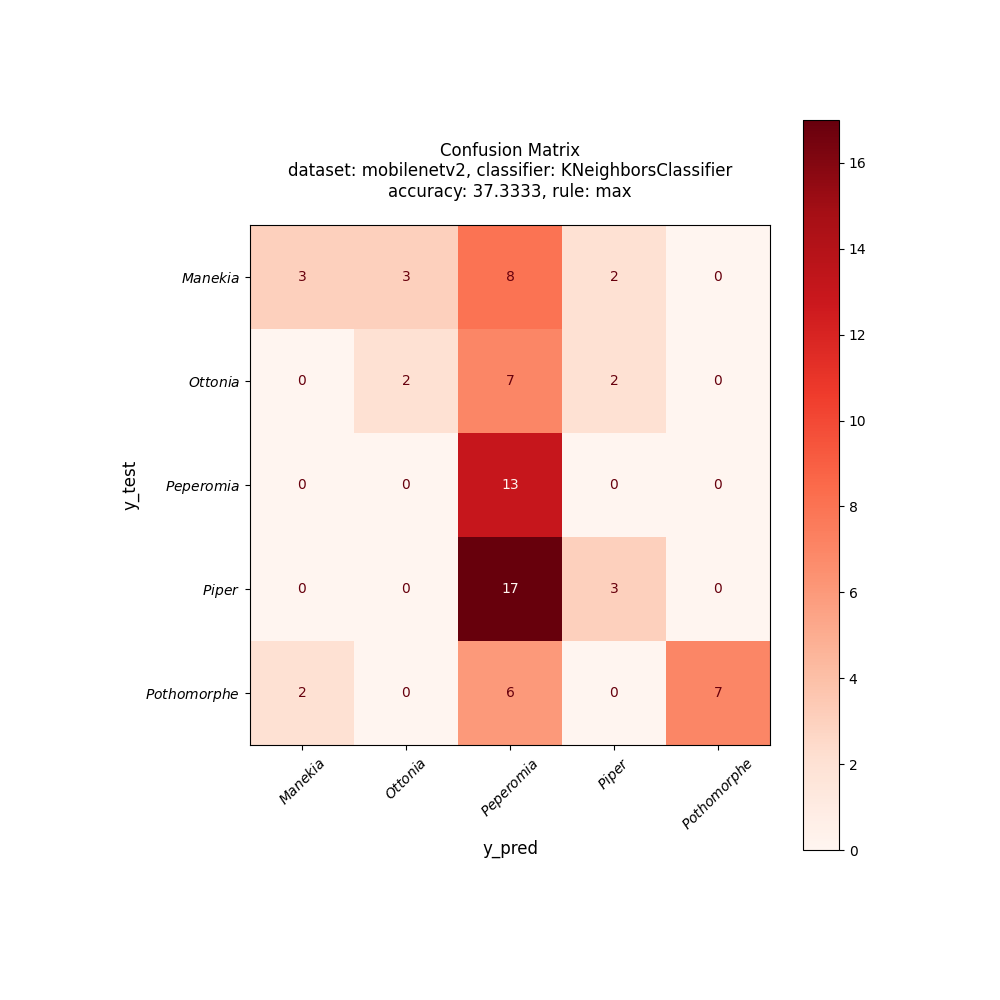 Confusion Matrix
dataset: mobilenetv2, classifier: KNeighborsClassifier
accuracy: 37.3333, rule: max
y_test
Manekia 3 3 8 2 0
Ottonia 0 2 7 2 0
Peperomia 0 0 13 0 0
Piper 0 0 17 3 0
Pothomorphe 2 0 6 0 7
Manekia Ottonia Peperomia Piper Pothomorphe
y_pred
16
14
12
10
8
6
4
2
0